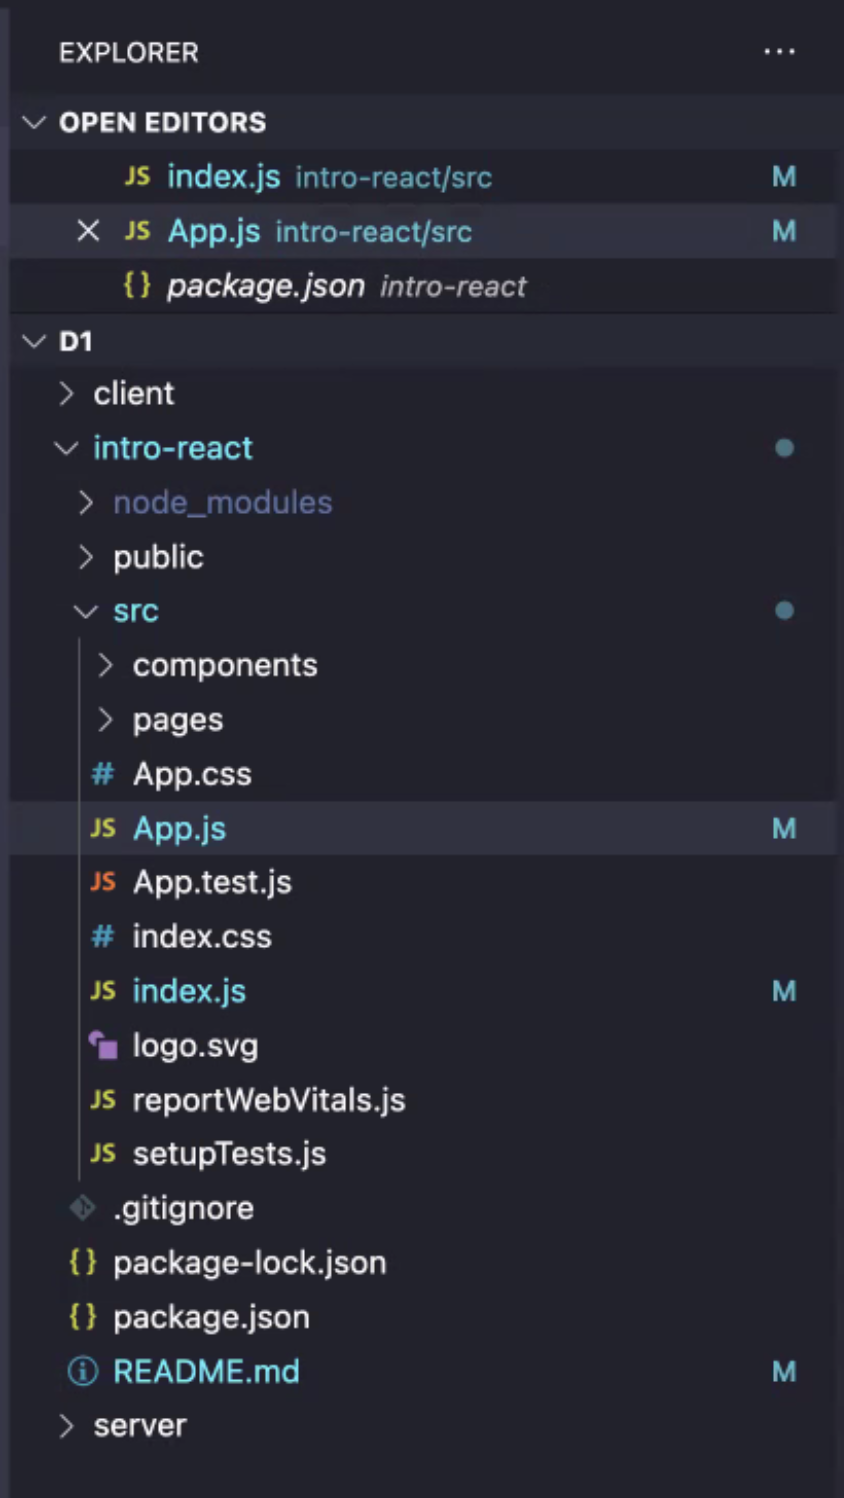 EXPLORER ...
OPEN EDITORS
JS index.js intro-react/src M
JS App.js intro-react/src M
{} package.json intro-react
D1
client
intro-react
node_modules
public
src
components
pages
# App.css
JS App.js M
JS App.test.js
# index.css
JS index.js M
logo.svg
JS reportWebVitals.js
JS setupTests.js
.gitignore
{} package-lock.json
{} package.json
README.md M
server